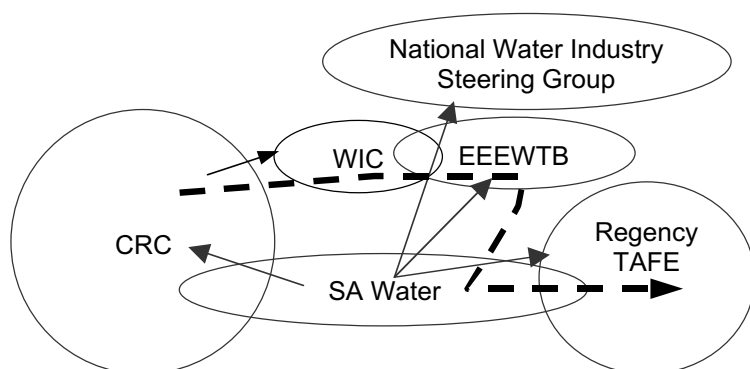 National Water Industry
Steering Group
WIC
EEEWTB
CRC
Regency
TAFE
SA Water